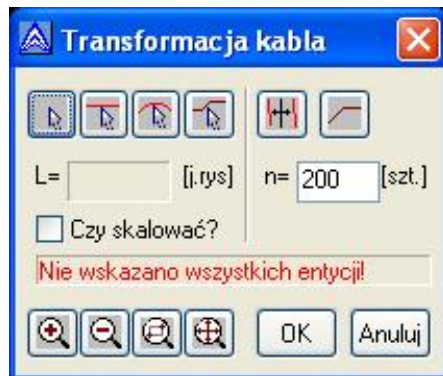 Transformacja kabla
L= [j.rys] n= 200 [szt.]
Czy skalować?
Nie wskazano wszystkich entycji!
OK Anuluj